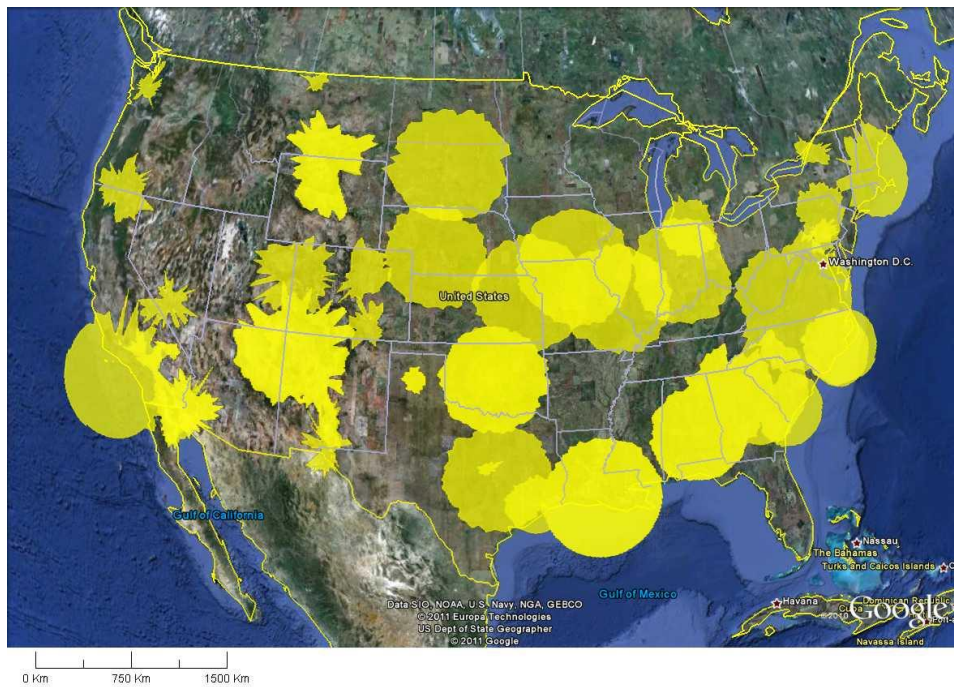 Washington D.C.
United States
Gulf of California
Nassau
The Bahamas
Turks and Caicos Islands
Gulf of Mexico
Havana
Dominican Republic
Cuba
Data SIO, NOAA, U.S. Navy, NGA, GEBCO
© 2011 Europa Technologies
US Dept of State Geographer
© 2011 Google
Google
Navassa Island
0 Km 750 Km 1500 Km